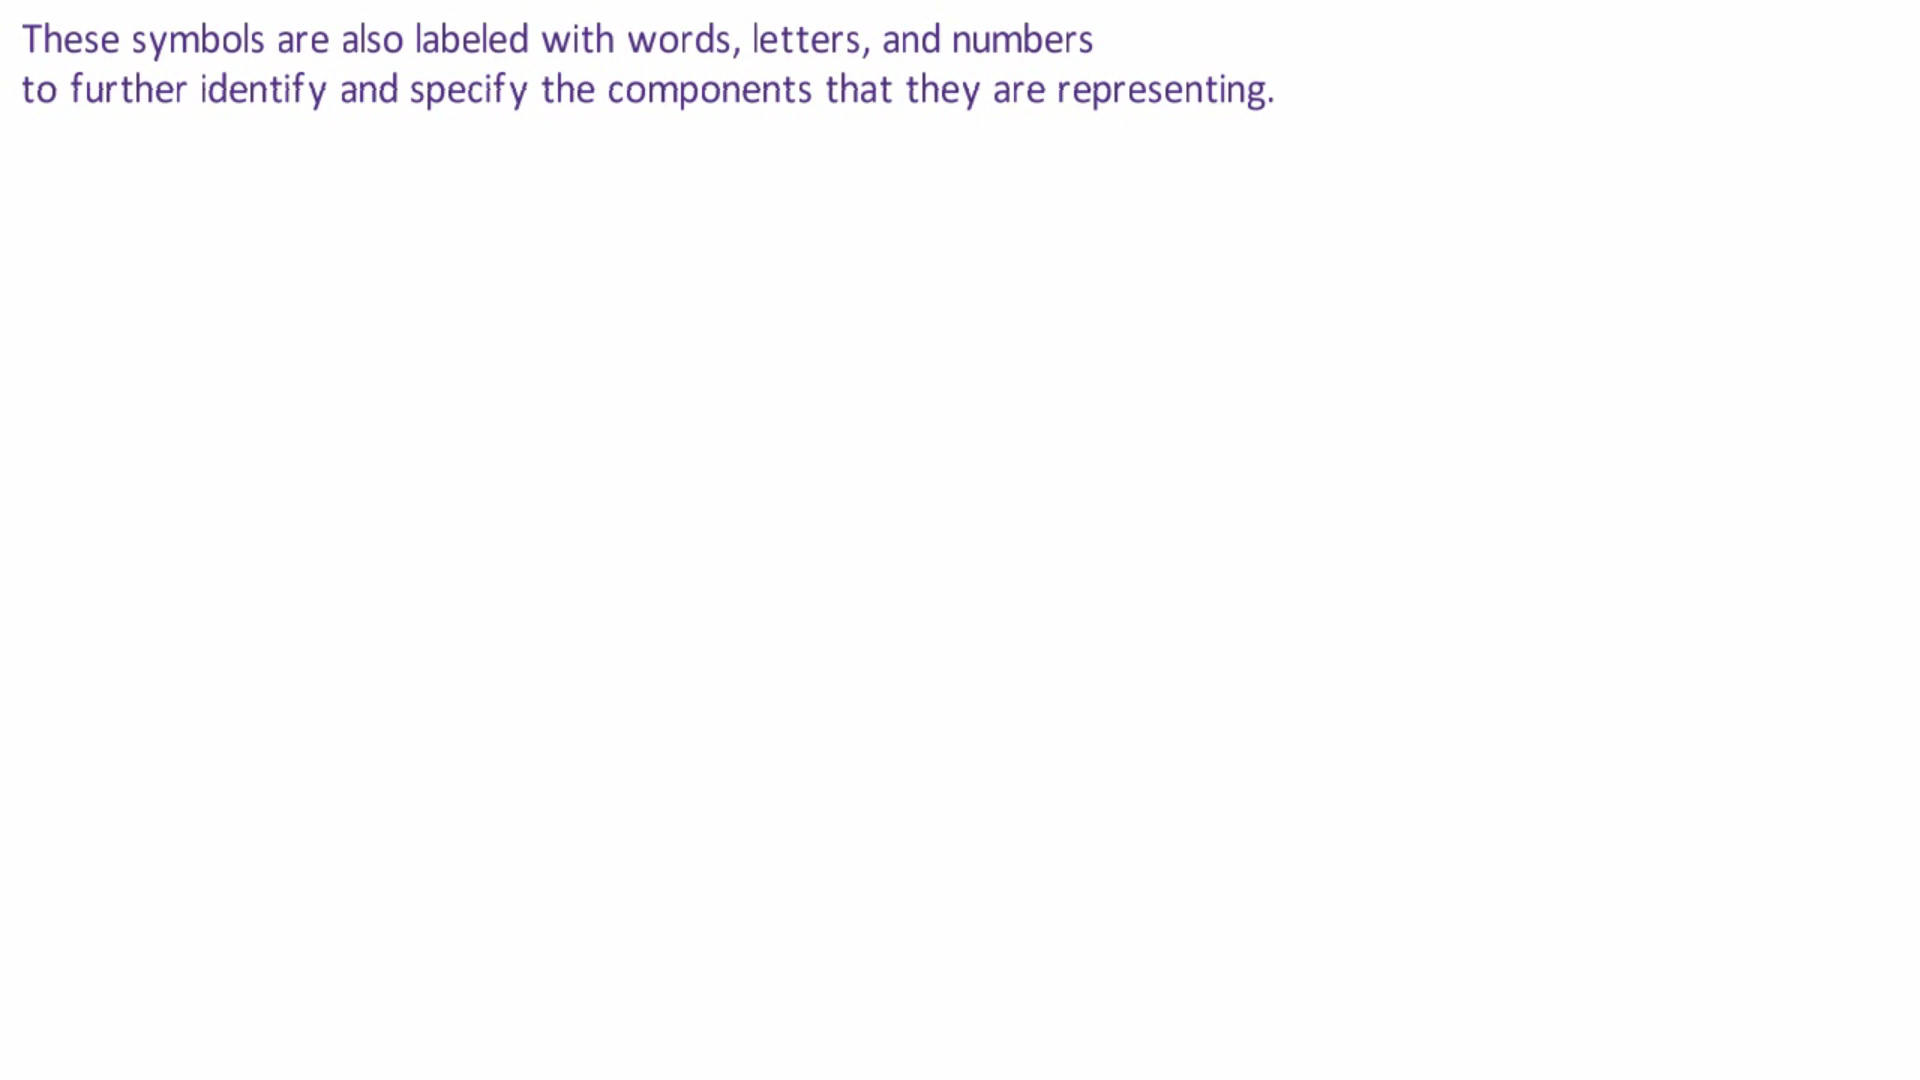 These symbols are also labeled with words, letters, and numbers
to further identify and specify the components that they are representing.